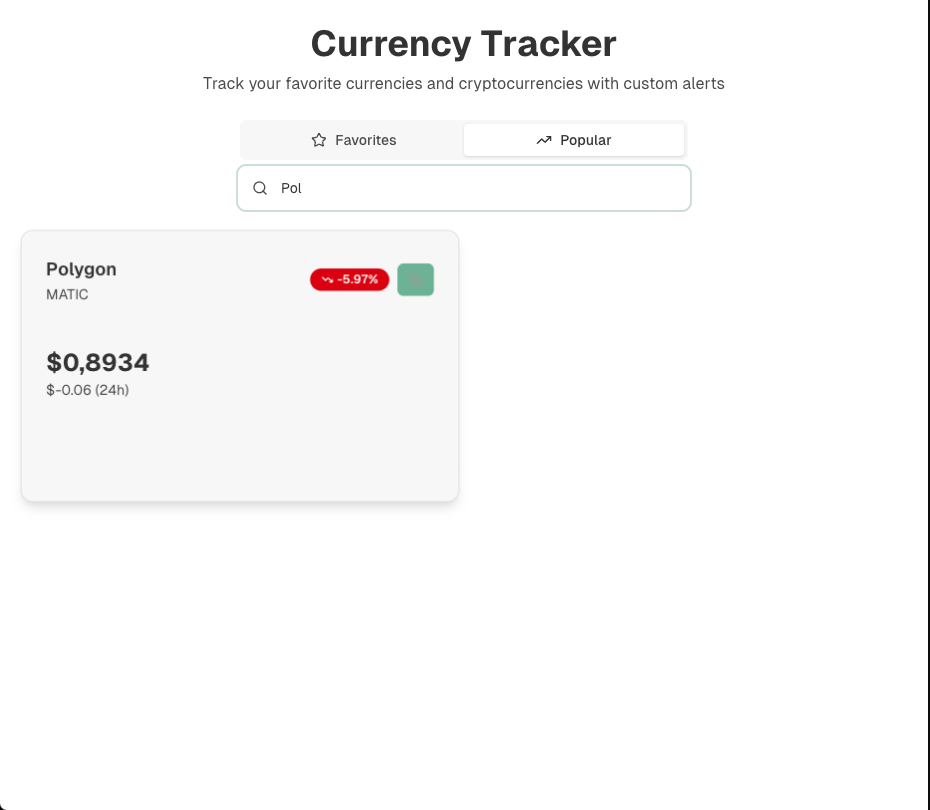 Currency Tracker
Track your favorite currencies and cryptocurrencies with custom alerts
Favorites
Popular
Pol
Polygon
MATIC
-5.97%
$0,8934
$-0.06 (24h)